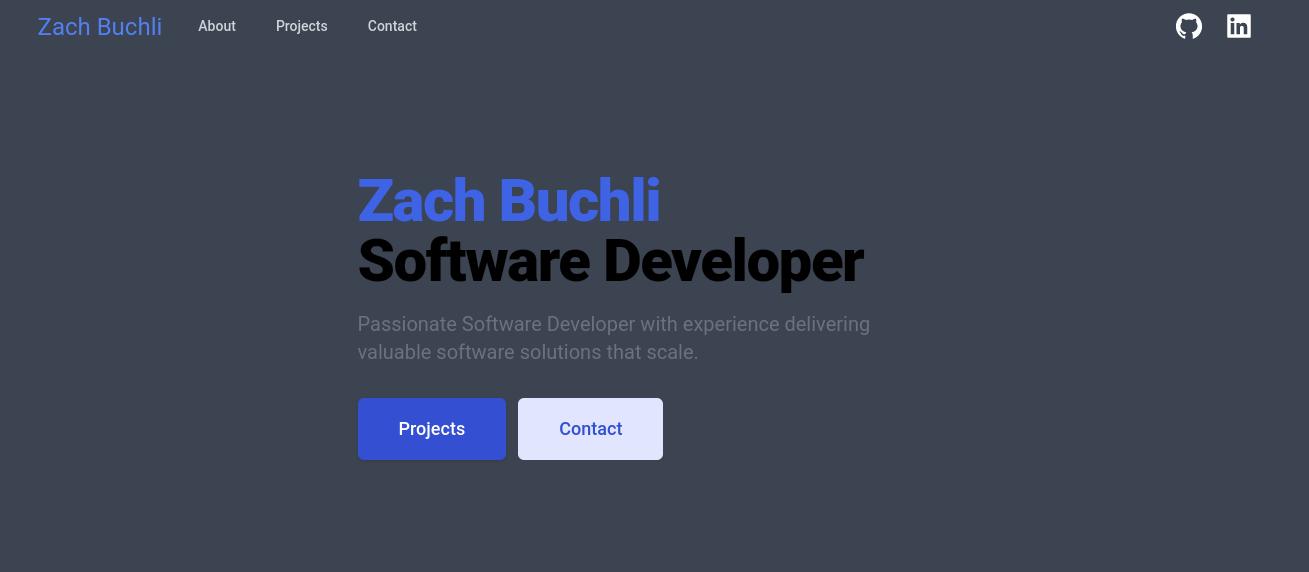 Zach Buchli
About
Projects
Contact
Zach Buchli
Software Developer
Passionate Software Developer with experience delivering
valuable software solutions that scale.
Projects
Contact